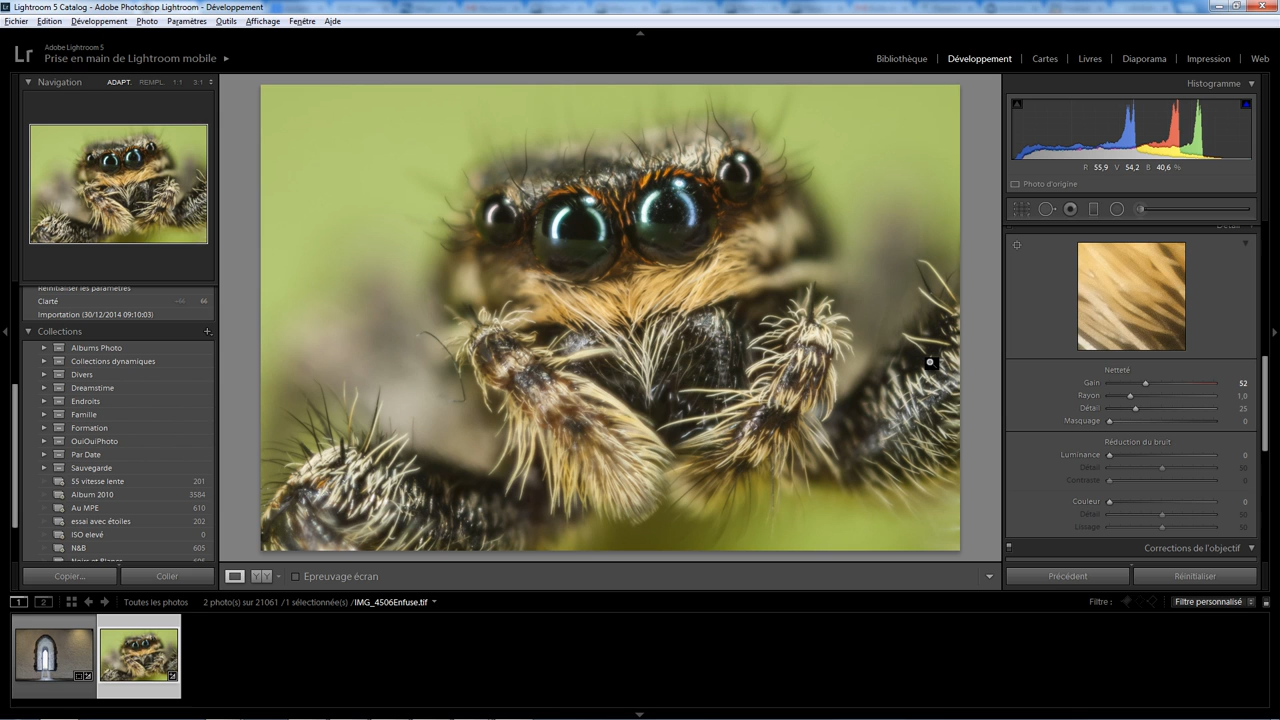 Lightroom 5 Catalog - Adobe Photoshop Lightroom - Développement
Fichier Edition Développement Photo Paramètres Outils Affichage Fenêtre Aide
Lr
Adobe Lightroom 5
Prise en main de Lightroom mobile
Bibliothèque | Développement | Cartes | Livres | Diaporama | Impression | Web
Navigation ADAPT. REMPL. 1:1 3:1
Réinitialiser les paramètres
Clarté 66
Importation (30/12/2014 09:10:03)
Collections +
Albums Photo
Collections dynamiques
Divers
Dreamstime
Endroits
Famille
Formation
OuiOuiPhoto
Par Date
Sauvegarde
55 vitesse lente 201
Album 2010 3584
Au MPE 610
essai avec étoiles 202
ISO elevé 0
N&B 605
Copier... Coller
Histogramme
R 55,9 V 54,2 B 40,6 %
Photo d'origine
Détail
Netteté
Gain 52
Rayon 1,0
Détail 25
Masquage 0
Réduction du bruit
Luminance 0
Détail 50
Contraste
Couleur 0
Détail 50
Lissage 50
Corrections de l'objectif
Précédent Réinitialiser
YY Epreuvage écran
1 2 Toutes les photos 2 photo(s) sur 21061 /1 sélectionnée(s) /IMG_4506Enfuse.tif
Filtre : Filtre personnalisé